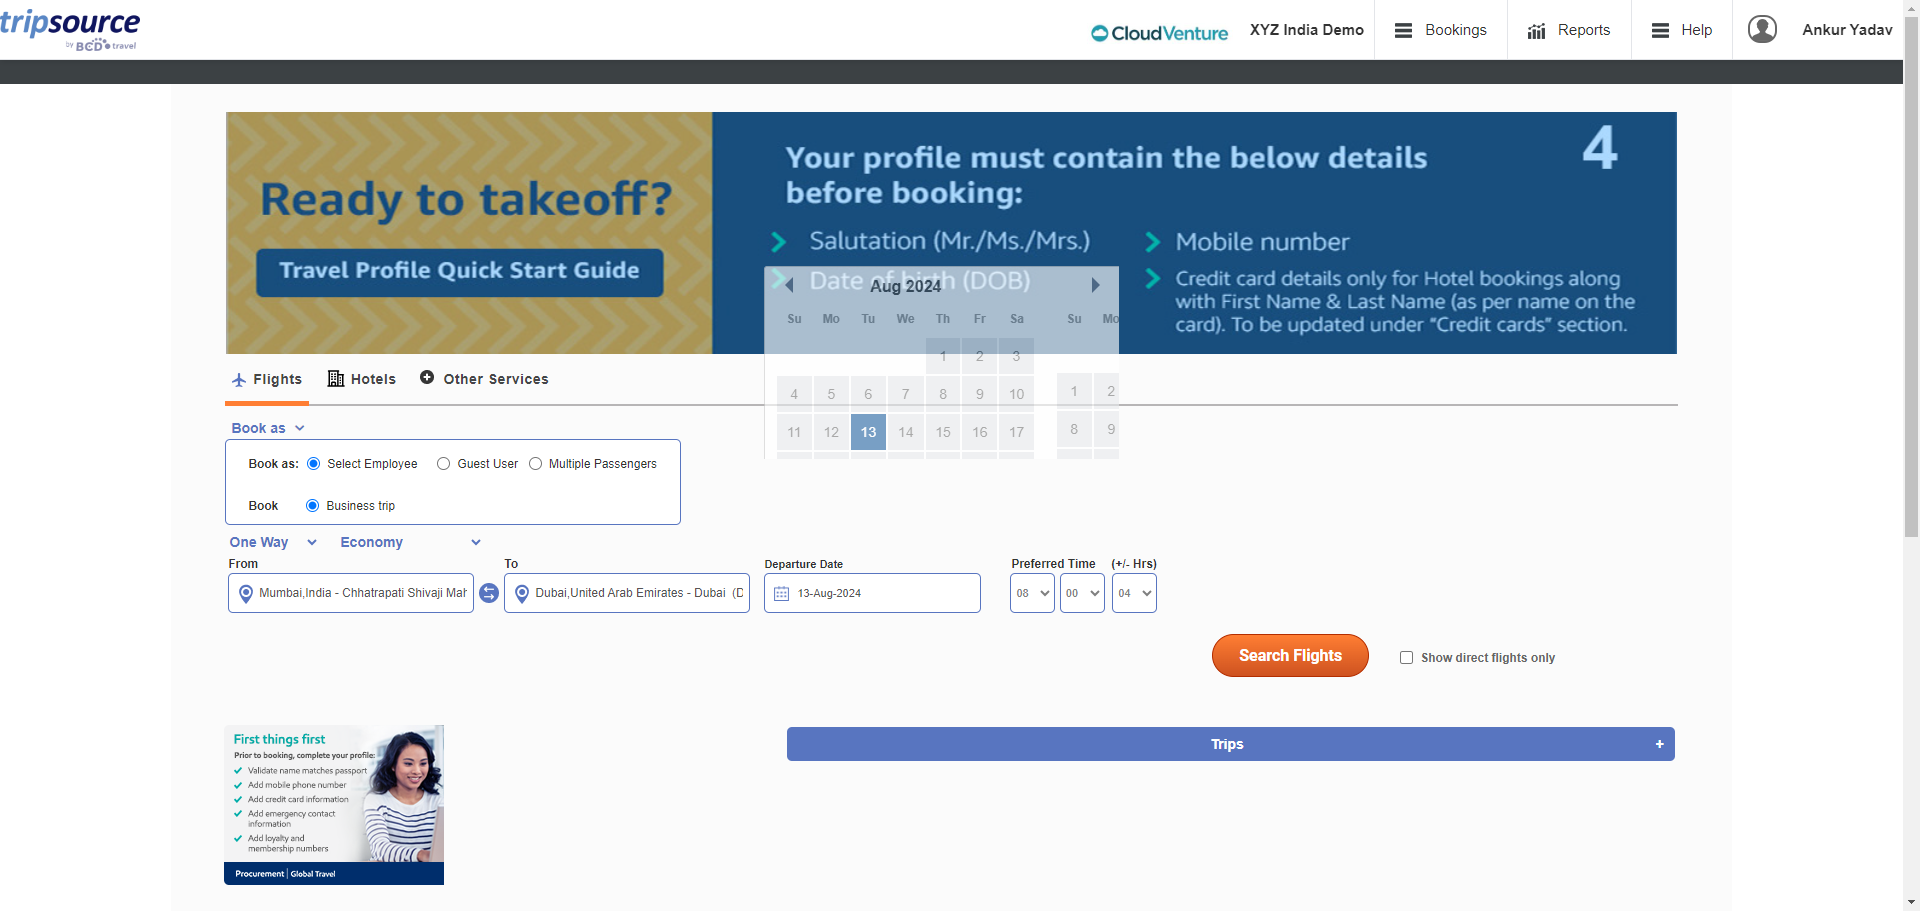 tripsource
by BCD travel
CloudVenture
XYZ India Demo
Bookings
Reports
Help
Ankur Yadav
Ready to takeoff?
Travel Profile Quick Start Guide
Your profile must contain the below details
before booking:
4
Salutation (Mr./Ms./Mrs.)
Date of birth (DOB)
Mobile number
Credit card details only for Hotel bookings along
with First Name & Last Name (as per name on the
card). To be updated under “Credit cards” section.
Aug 2024
Su Mo Tu We Th Fr Sa
1 2 3
4 5 6 7 8 9 10
11 12 13 14 15 16 17
Su Mo
1 2
8 9
Flights
Hotels
Other Services
Book as
Book as: Select Employee Guest User Multiple Passengers
Book Business trip
One Way Economy
From
To
Departure Date
Preferred Time
(+/- Hrs)
Mumbai,India - Chhatrapati Shivaji Mah
Dubai,United Arab Emirates - Dubai (D
13-Aug-2024
08
00
04
Search Flights
Show direct flights only
First things first
Prior to booking, complete your profile:
Validate name matches passport
Add mobile phone number
Add credit card information
Add emergency contact
information
Add loyalty and
membership numbers
Procurement | Global Travel
Trips +